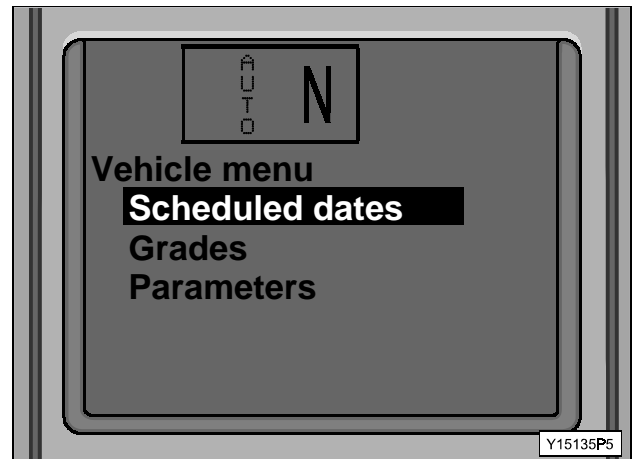 AUTO N
Vehicle menu
Scheduled dates
Grades
Parameters
Y15135P5